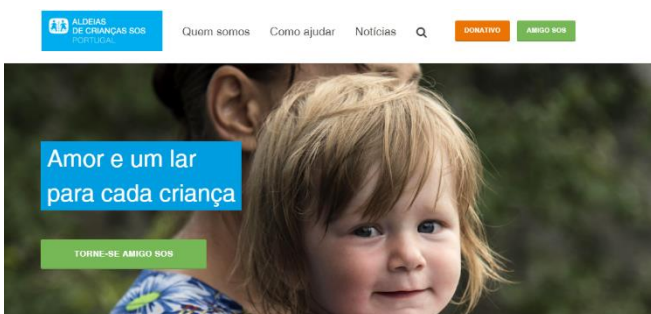 ALDEIAS
DE CRIANÇAS SOS
PORTUGAL
Quem somos Como ajudar Notícias DONATIVO AMIGO SOS
Amor e um lar
para cada criança
TORNE-SE AMIGO SOS